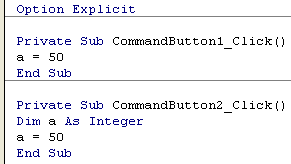 Option Explicit
Private Sub CommandButton1_Click()
a = 50
End Sub
Private Sub CommandButton2_Click()
Dim a As Integer
a = 50
End Sub